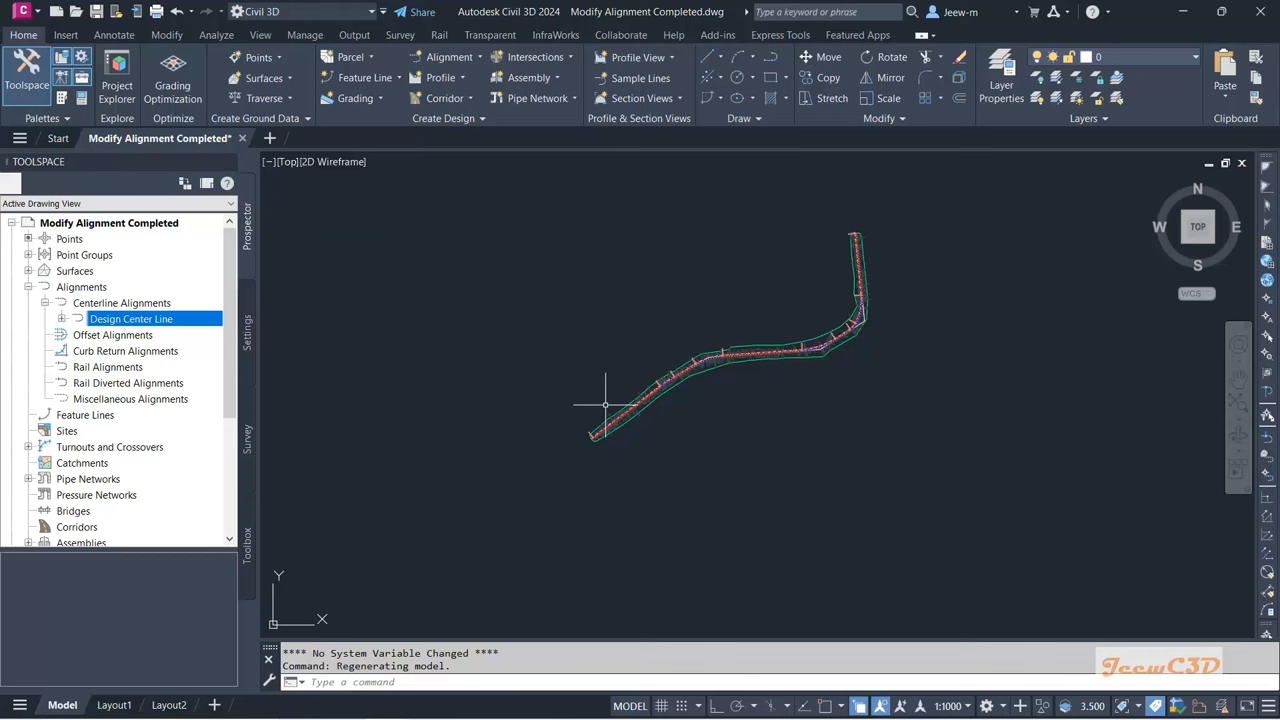 Civil 3D
Share
Autodesk Civil 3D 2024
Modify Alignment Completed.dwg
Type a keyword or phrase
Jeew-m
Home
Insert
Annotate
Modify
Analyze
View
Manage
Output
Survey
Rail
Transparent
InfraWorks
Collaborate
Help
Add-ins
Express Tools
Featured Apps
Toolspace
Palettes
Project
Explorer
Explore
Grading
Optimization
Optimize
Points
Surfaces
Traverse
Create Ground Data
Parcel
Feature Line
Grading
Alignment
Profile
Corridor
Intersections
Assembly
Pipe Network
Create Design
Profile View
Sample Lines
Section Views
Profile & Section Views
Draw
Move
Copy
Stretch
Rotate
Mirror
Scale
Modify
Layer
Properties
0
Layers
Paste
Clipboard
Start
Modify Alignment Completed*
TOOLSPACE
Active Drawing View
Modify Alignment Completed
Points
Point Groups
Surfaces
Alignments
Centerline Alignments
Design Center Line
Offset Alignments
Curb Return Alignments
Rail Alignments
Rail Diverted Alignments
Miscellaneous Alignments
Feature Lines
Sites
Turnouts and Crossovers
Catchments
Pipe Networks
Pressure Networks
Bridges
Corridors
Assemblies
Prospector
Settings
Survey
Toolbox
[−][Top][2D Wireframe]
N
W
TOP
E
S
WCS
Y
X
**** No System Variable Changed ****
Command: Regenerating model.
Type a command
JeewC3D
Model
Layout1
Layout2
MODEL
1:1000
3.500